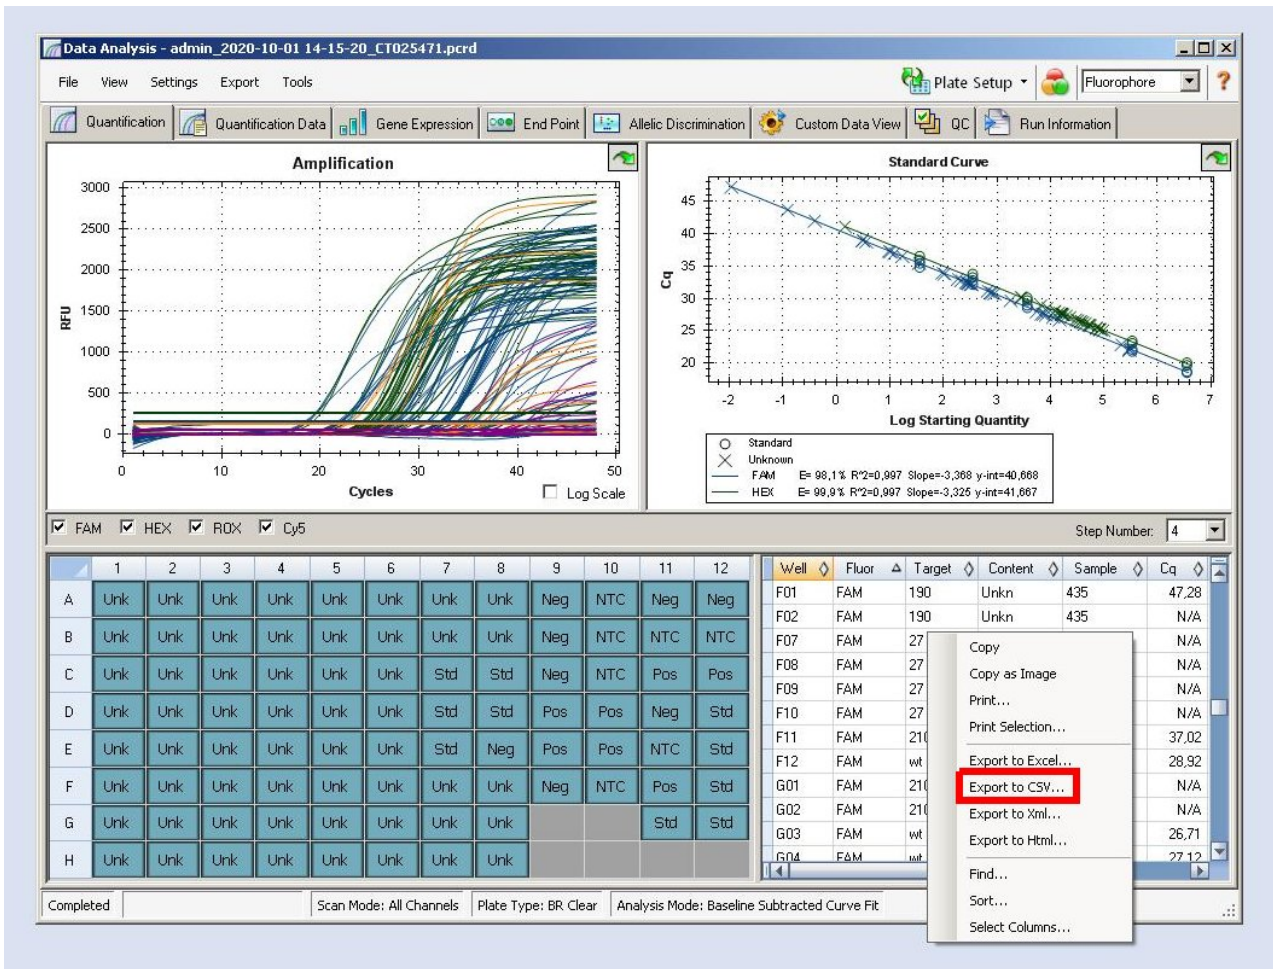 Data Analysis - admin_2020-10-01 14-15-20_CT025471.pcrd
File View Settings Export Tools
Plate Setup Fluorophore ?
Quantification Quantification Data Gene Expression End Point Allelic Discrimination Custom Data View QC Run Information
Amplification
3000
2500
2000
1500
1000
500
0
RFU
0 10 20 30 40 50
Cycles
Log Scale
Standard Curve
45
40
35
30
25
20
Cq
-2 -1 0 1 2 3 4 5 6 7
Log Starting Quantity
Standard
Unknown
FAM E= 98,1% R^2=0,997 Slope=-3,368 y-int=40,668
HEX E= 99,9% R^2=0,997 Slope=-3,325 y-int=41,667
FAM HEX ROX Cy5
Step Number: 4
1 2 3 4 5 6 7 8 9 10 11 12
A Unk Unk Unk Unk Unk Unk Unk Unk Neg NTC Neg Neg
B Unk Unk Unk Unk Unk Unk Unk Unk Neg NTC NTC NTC
C Unk Unk Unk Unk Unk Unk Std Std Neg NTC Pos Pos
D Unk Unk Unk Unk Unk Unk Std Std Pos Pos Neg Std
E Unk Unk Unk Unk Unk Unk Std Neg Pos Pos NTC Std
F Unk Unk Unk Unk Unk Unk Unk Unk Neg NTC Pos Std
G Unk Unk Unk Unk Unk Unk Unk Unk Std Std
H Unk Unk Unk Unk Unk Unk Unk Unk
Well Fluor Target Content Sample Cq
F01 FAM 190 Unkn 435 47,28
F02 FAM 190 Unkn 435 N/A
F07 FAM 27 N/A
F08 FAM 27 N/A
F09 FAM 27 N/A
F10 FAM 27 N/A
F11 FAM 210 37,02
F12 FAM wt 28,92
G01 FAM 210 N/A
G02 FAM 210 N/A
G03 FAM wt 26,71
G04 FAM wt 27,12
Copy
Copy as Image
Print...
Print Selection...
Export to Excel...
Export to CSV...
Export to Xml...
Export to Html...
Find...
Sort...
Select Columns...
Completed Scan Mode: All Channels Plate Type: BR Clear Analysis Mode: Baseline Subtracted Curve Fit